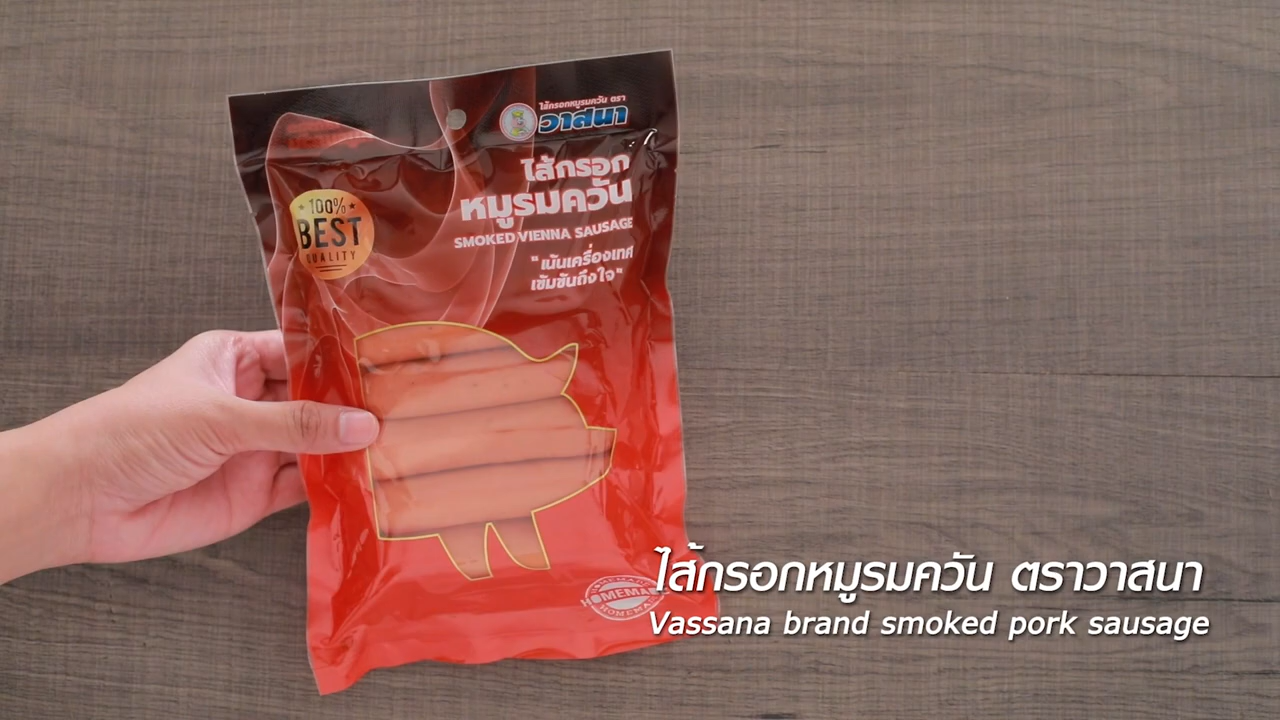 ไส้กรอกหมูรมควัน ตรา
วาสนา
ไส้กรอก
หมูรมควัน
SMOKED VIENNA SAUSAGE
"เน้นเครื่องเทศ
เข้มข้นถึงใจ"
100%
BEST
QUALITY
HOMEMADE
HOMEMADE
HOMEMADE
ไส้กรอกหมูรมควัน ตราวาสนา
Vassana brand smoked pork sausage